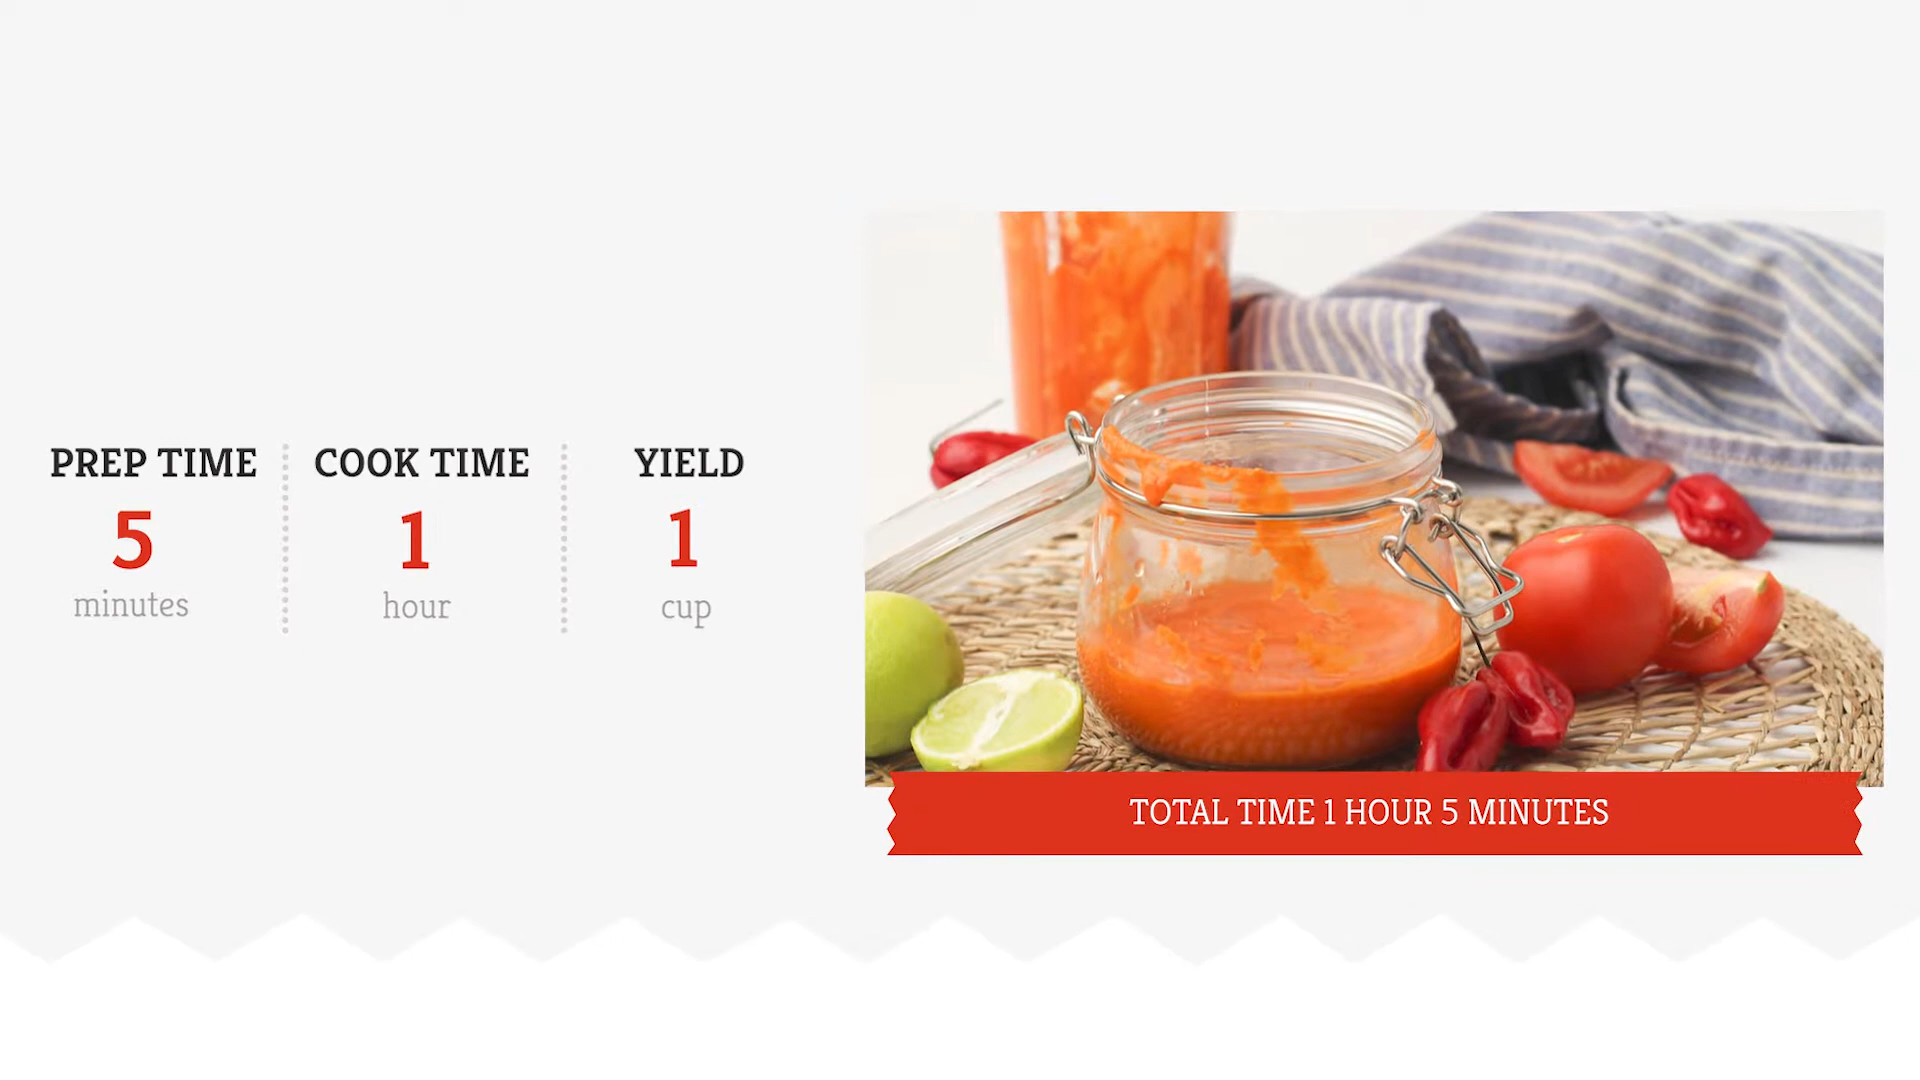 PREP TIME
5
minutes
COOK TIME
1
hour
YIELD
1
cup
TOTAL TIME 1 HOUR 5 MINUTES